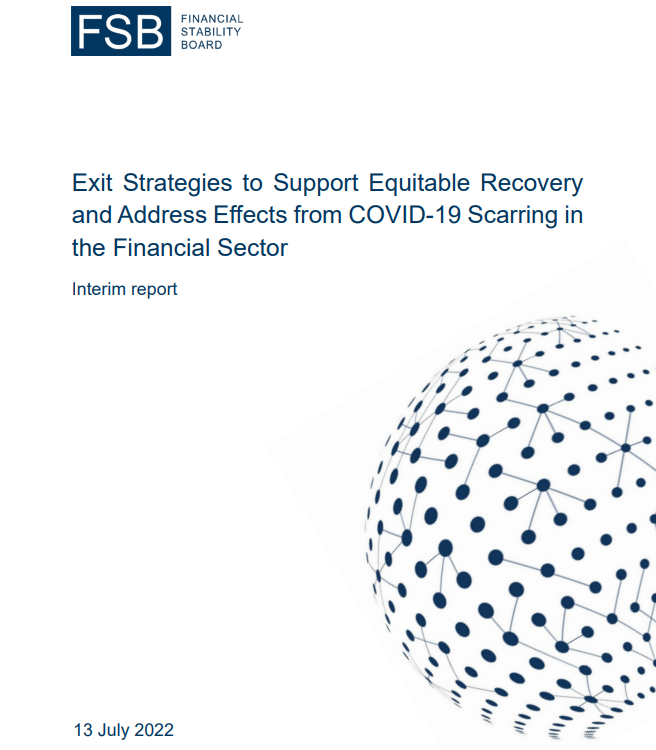 FSB
FINANCIAL
STABILITY
BOARD
Exit Strategies to Support Equitable Recovery
and Address Effects from COVID-19 Scarring in
the Financial Sector
Interim report
13 July 2022